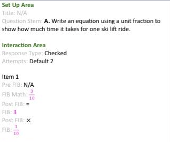 Set Up Area
Title: N/A
Question Stem: A. Write an equation using a unit fraction to
show how much time it takes for one ski lift ride.
Interaction Area
Response Type: Checked
Attempts: Default 2
Item 1
Pre FIB: N/A
FIB Math:
Post FIB: =
FIB: 3
Post FIB: ×
FIB: